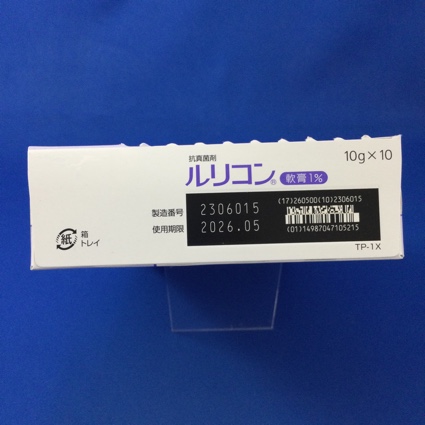 抗真菌剤
ルリコン® 軟膏1%
10g×10
製造番号 2306015
使用期限 2026.05
(17)260500(10)2306015
(01)14987047105215
紙 箱
トレイ
TP-1X